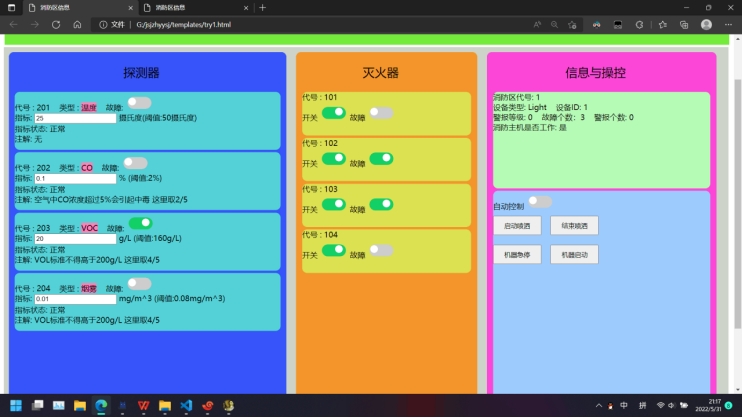 消防区信息
消防区信息
文件 G:/jsjzhyysj/templates/try1.html
探测器
代号 : 201 类型 : 温度 故障:
指标: 25 摄氏度(阈值:50摄氏度)
指标状态: 正常
注解: 无
代号 : 202 类型 : CO 故障:
指标: 0.1 % (阈值:2%)
指标状态: 正常
注解: 空气中CO浓度超过5%会引起中毒 这里取2/5
代号 : 203 类型 : VOC 故障:
指标: 20 g/L (阈值:160g/L)
指标状态: 正常
注解: VOL标准不得高于200g/L 这里取4/5
代号 : 204 类型 : 烟雾 故障:
指标: 0.01 mg/m^3 (阈值:0.08mg/m^3)
指标状态: 正常
注解: VOL标准不得高于200g/L 这里取4/5
灭火器
代号 : 101
开关 故障
代号 : 102
开关 故障
代号 : 103
开关 故障
代号 : 104
开关 故障
信息与操控
消防区代号: 1
设备类型: Light 设备ID: 1
警报等级: 0 故障个数: 3 警报个数: 0
消防主机是否工作: 是
自动控制
启动喷洒 结束喷洒
机器急停 机器启动
中 拼
21:17
2022/5/31